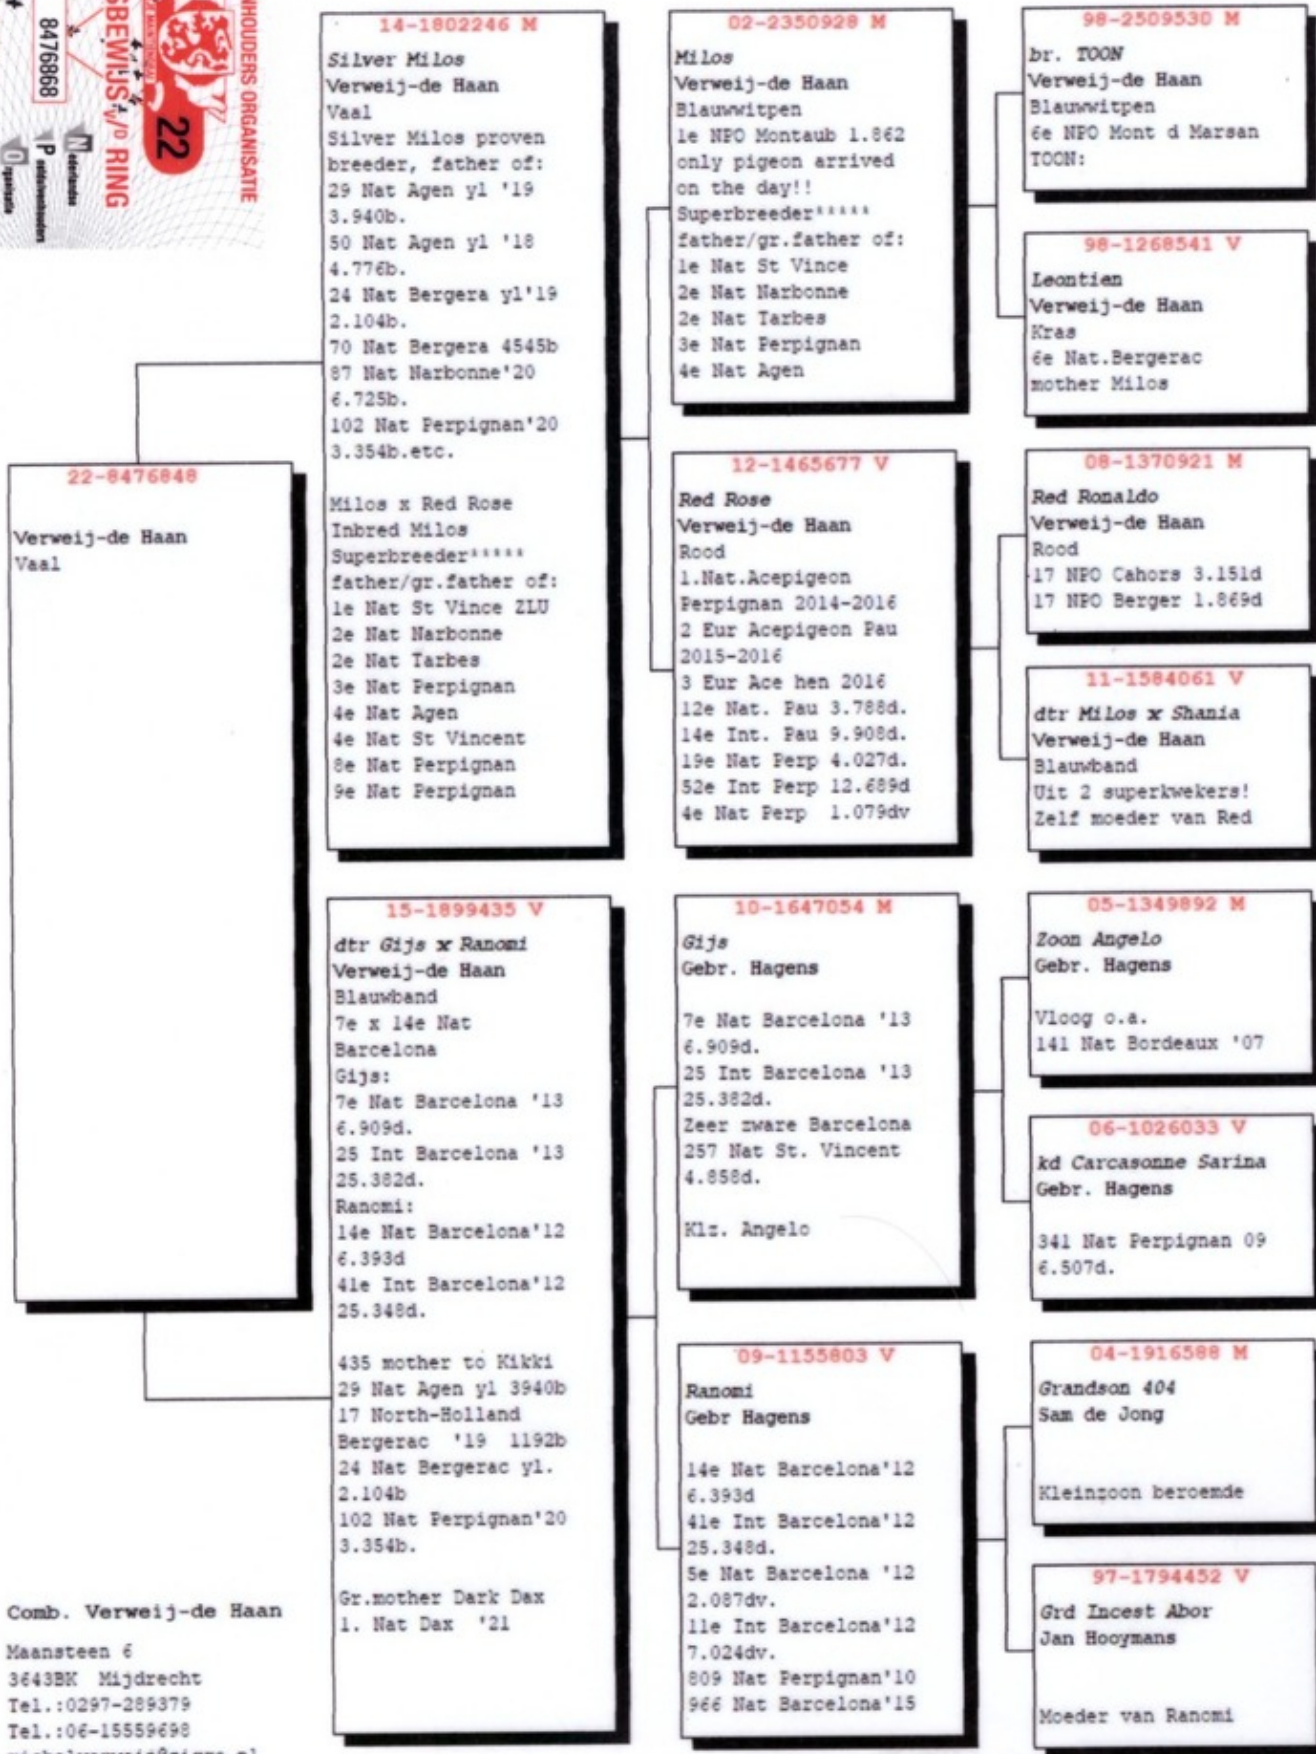 NHOUDERS ORGANISATIE
22
SBEWIJS v/o RING
8476868
Nederlandse
Postduivenhouders
Organisatie
22-8476848
Verweij-de Haan
Vaal
14-1802246 M
Silver Milos
Verweij-de Haan
Vaal
Silver Milos proven
breeder, father of:
29 Nat Agen yl '19
3.940b.
50 Nat Agen yl '18
4.776b.
24 Nat Bergera yl'19
2.104b.
70 Nat Bergera 4545b
87 Nat Narbonne'20
6.725b.
102 Nat Perpignan'20
3.354b.etc.
Milos x Red Rose
Inbred Milos
Superbreeder*****
father/gr.father of:
1e Nat St Vince ZLU
2e Nat Narbonne
2e Nat Tarbes
3e Nat Perpignan
4e Nat Agen
4e Nat St Vincent
8e Nat Perpignan
9e Nat Perpignan
15-1899435 V
dtr Gijs x Ranomi
Verweij-de Haan
Blauwband
7e x 14e Nat
Barcelona
Gijs:
7e Nat Barcelona '13
6.909d.
25 Int Barcelona '13
25.382d.
Ranomi:
14e Nat Barcelona'12
6.393d
41e Int Barcelona'12
25.348d.
435 mother to Kikki
29 Nat Agen yl 3940b
17 North-Holland
Bergerac '19 1192b
24 Nat Bergerac yl.
2.104b
102 Nat Perpignan'20
3.354b.
Gr.mother Dark Dax
1. Nat Dax '21
02-2350928 M
Milos
Verweij-de Haan
Blauwwitpen
1e NPO Montaub 1.862
only pigeon arrived
on the day!!
Superbreeder*****
father/gr.father of:
1e Nat St Vince
2e Nat Narbonne
2e Nat Tarbes
3e Nat Perpignan
4e Nat Agen
12-1465677 V
Red Rose
Verweij-de Haan
Rood
1.Nat.Acepigeon
Perpignan 2014-2016
2 Eur Acepigeon Pau
2015-2016
3 Eur Ace hen 2016
12e Nat. Pau 3.788d.
14e Int. Pau 9.908d.
19e Nat Perp 4.027d.
52e Int Perp 12.689d
4e Nat Perp 1.079dv
10-1647054 M
Gijs
Gebr. Hagens
7e Nat Barcelona '13
6.909d.
25 Int Barcelona '13
25.382d.
Zeer zware Barcelona
257 Nat St. Vincent
4.858d.
Klz. Angelo
09-1155803 V
Ranomi
Gebr Hagens
14e Nat Barcelona'12
6.393d
41e Int Barcelona'12
25.348d.
5e Nat Barcelona '12
2.087dv.
11e Int Barcelona'12
7.024dv.
809 Nat Perpignan'10
966 Nat Barcelona'15
98-2509530 M
br. TOON
Verweij-de Haan
Blauwwitpen
6e NPO Mont d Marsan
TOON:
98-1268541 V
Leontien
Verweij-de Haan
Kras
6e Nat.Bergerac
mother Milos
08-1370921 M
Red Ronaldo
Verweij-de Haan
Rood
17 NPO Cahors 3.151d
17 NPO Berger 1.869d
11-1584061 V
dtr Milos x Shania
Verweij-de Haan
Blauwband
Uit 2 superkwekers!
Zelf moeder van Red
05-1349892 M
Zoon Angelo
Gebr. Hagens
Vloog o.a.
141 Nat Bordeaux '07
06-1026033 V
kd Carcasonne Sarina
Gebr. Hagens
341 Nat Perpignan 09
6.507d.
04-1916588 M
Grandson 404
Sam de Jong
Kleinzoon beroemde
97-1794452 V
Grd Incest Abor
Jan Hooymans
Moeder van Ranomi
Comb. Verweij-de Haan
Maansteen 6
3643BK Mijdrecht
Tel.:0297-289379
Tel.:06-15559698